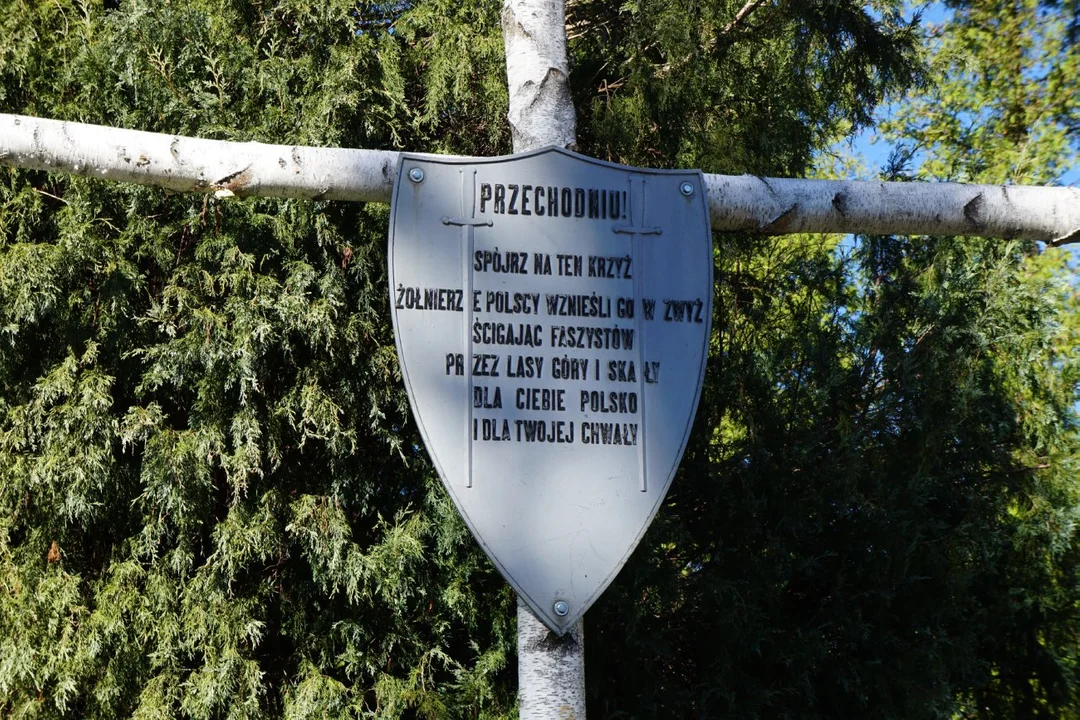 PRZECHODNIU!
SPÓJRZ NA TEN KRZYŻ
ŻOŁNIERZE POLSCY WZNIEŚLI GO W ZWYŻ
ŚCIGAJĄC FASZYSTÓW
PRZEZ LASY GÓRY I SKAŁY
DLA CIEBIE POLSKO
I DLA TWOJEJ CHWAŁY